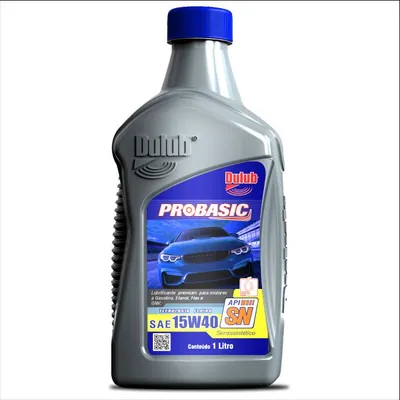 Dulub
Dulub
PROBASIC
Lubrificante premium para motores
a Gasolina, Etanol, Flex e
GNV.
SAE 15W40
API
SN
Semissintético
Conteúdo 1 Litro